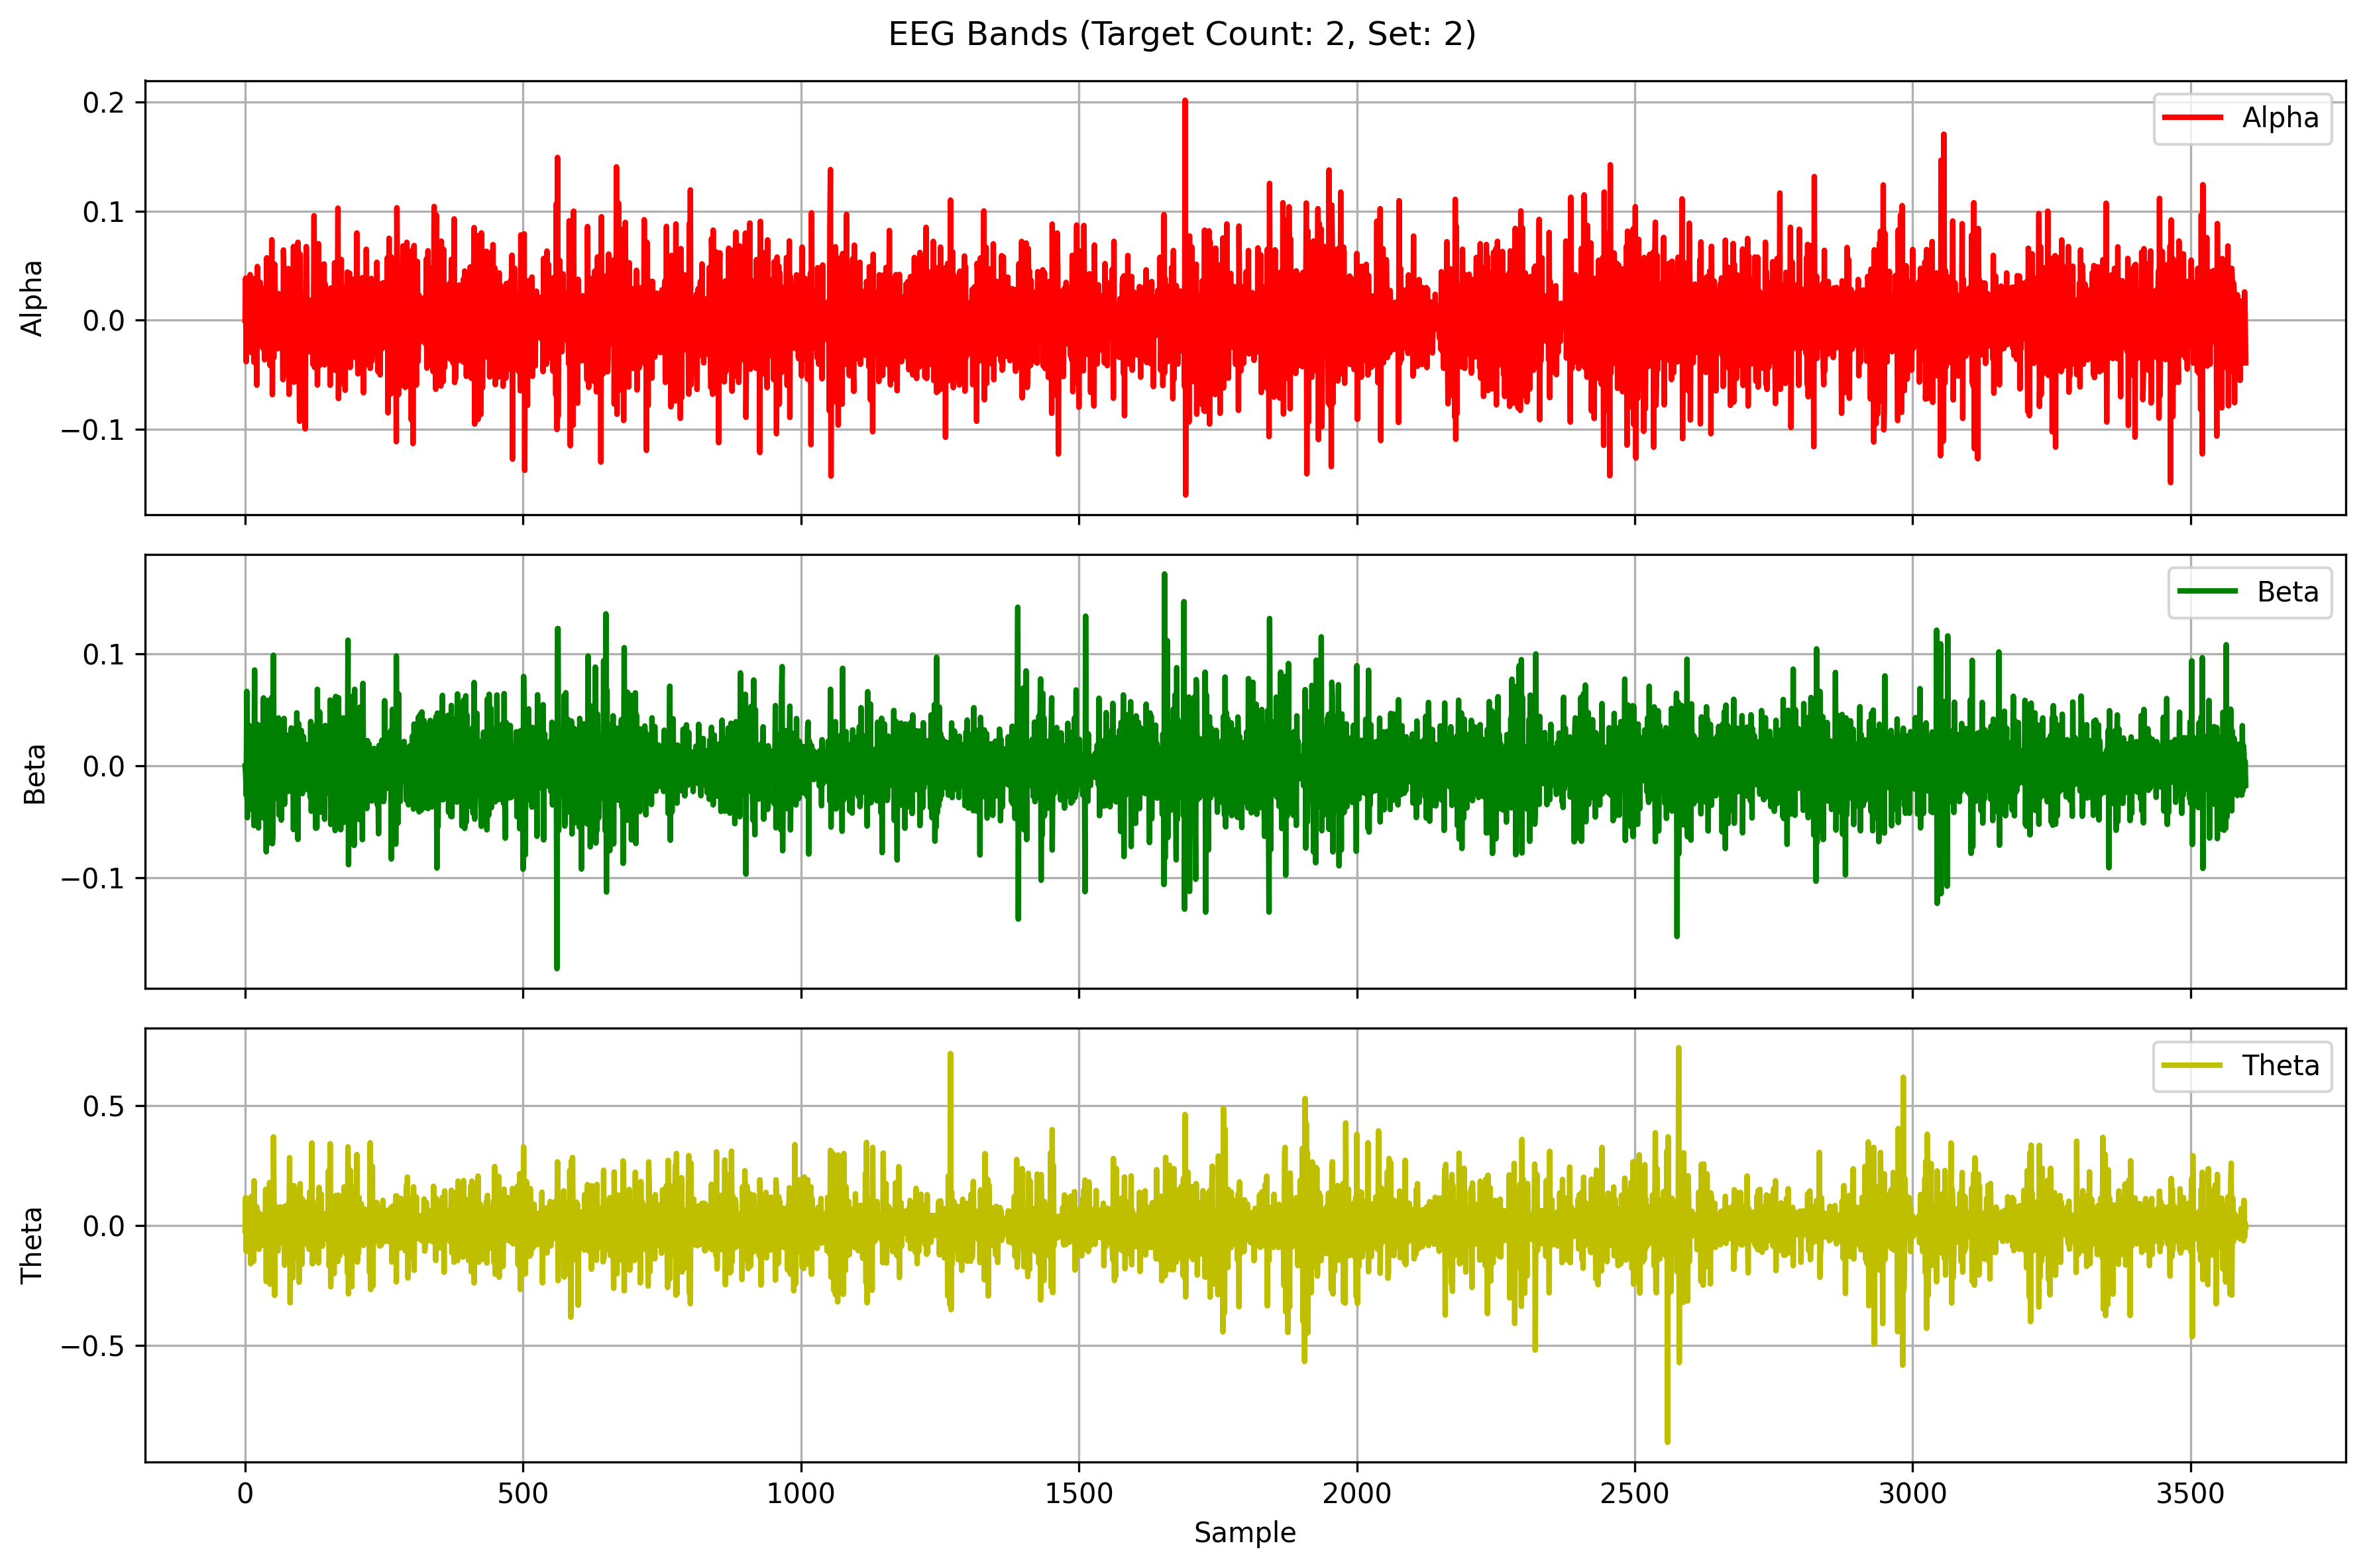 EEG Bands (Target Count: 2, Set: 2)
0.2
0.1
0.0
−0.1
Alpha
Alpha
0.1
0.0
−0.1
Beta
Beta
0.5
0.0
−0.5
Theta
Theta
0 500 1000 1500 2000 2500 3000 3500
Sample